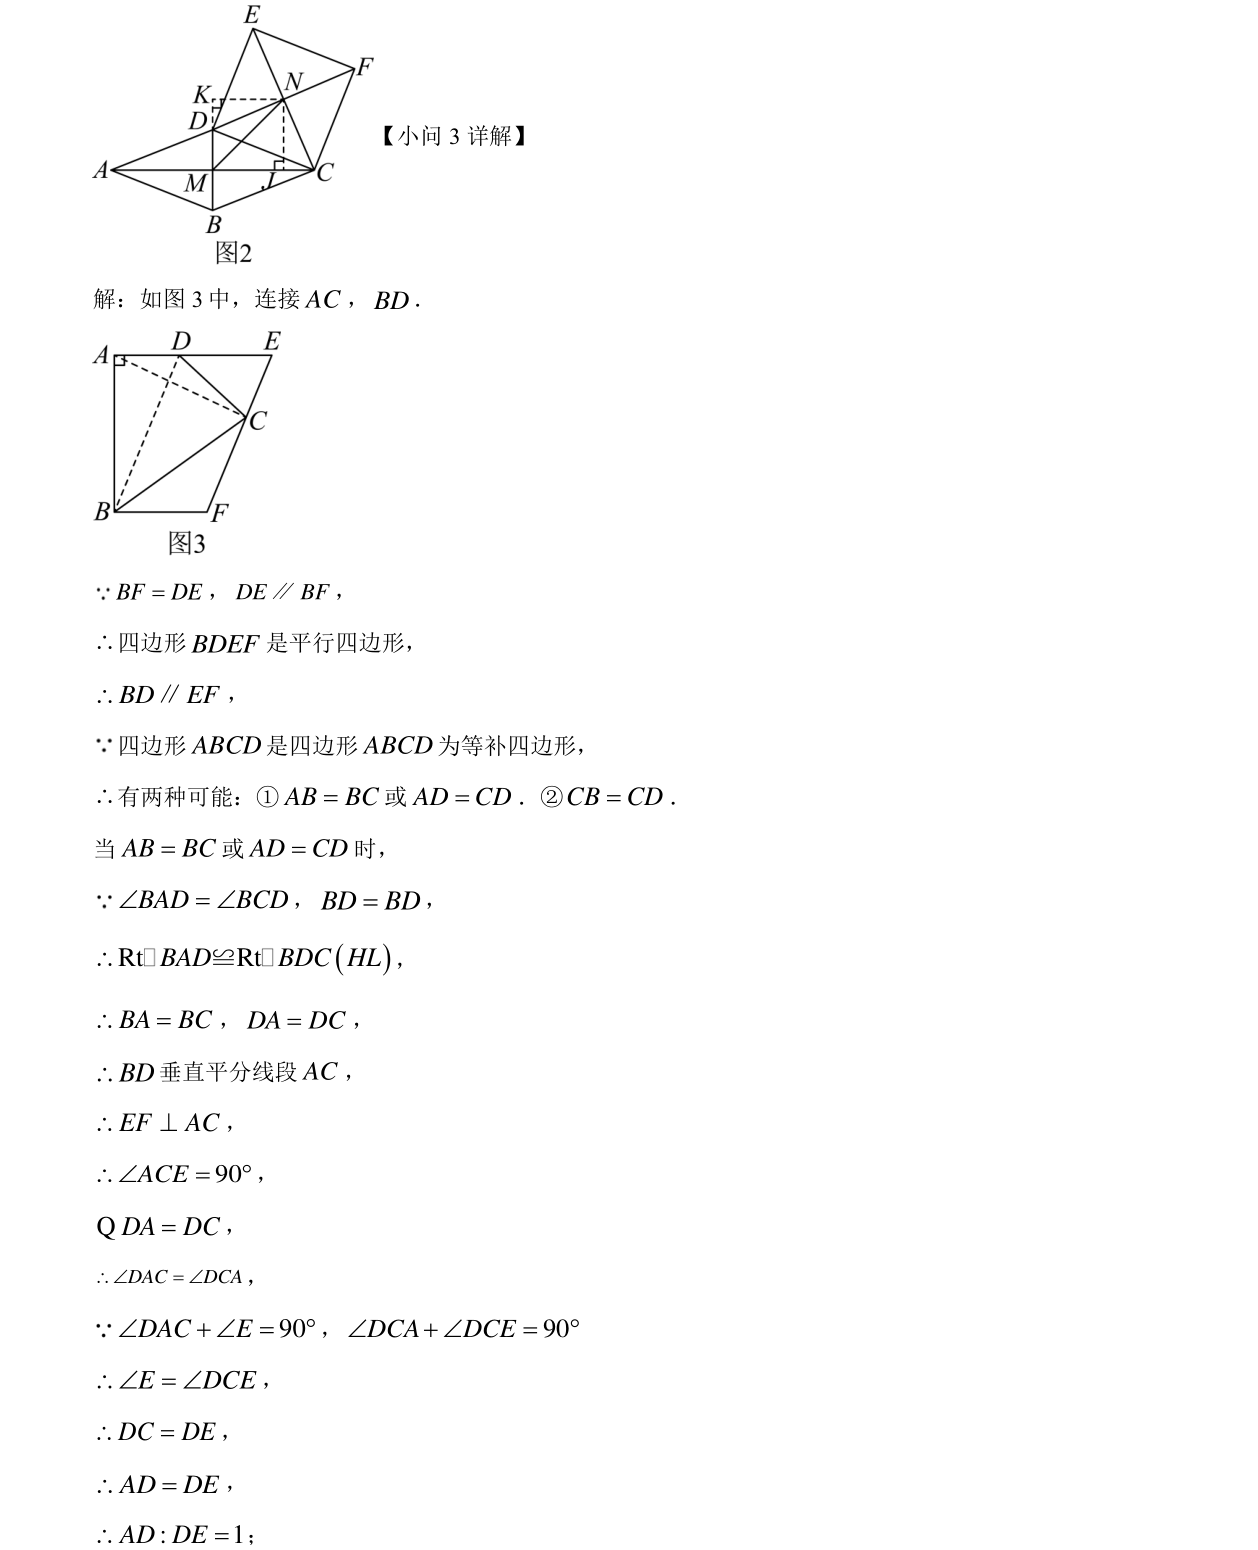 E
F
N
K
D
【小问 3 详解】
A
M
J
C
B
图2
解：如图 3 中，连接 AC ， BD ．
A
D
E
C
B
F
图3
∵ BF = DE ， DE ∥ BF ，
∴四边形 BDEF 是平行四边形，
∴ BD ∥ EF ，
∵四边形 ABCD 是四边形 ABCD 为等补四边形，
∴有两种可能：① AB = BC 或 AD = CD ．② CB = CD ．
当 AB = BC 或 AD = CD 时，
∵ ∠BAD = ∠BCD ， BD = BD ，
∴ Rt□ BAD ≌ Rt□ BDC ( HL ) ，
∴ BA = BC ， DA = DC ，
∴ BD 垂直平分线段 AC ，
∴ EF ⊥ AC ，
∴ ∠ACE = 90° ，
Q DA = DC ，
∴ ∠DAC = ∠DCA ，
∵ ∠DAC + ∠E = 90° ， ∠DCA + ∠DCE = 90°
∴ ∠E = ∠DCE ，
∴ DC = DE ，
∴ AD = DE ，
∴ AD : DE = 1 ；